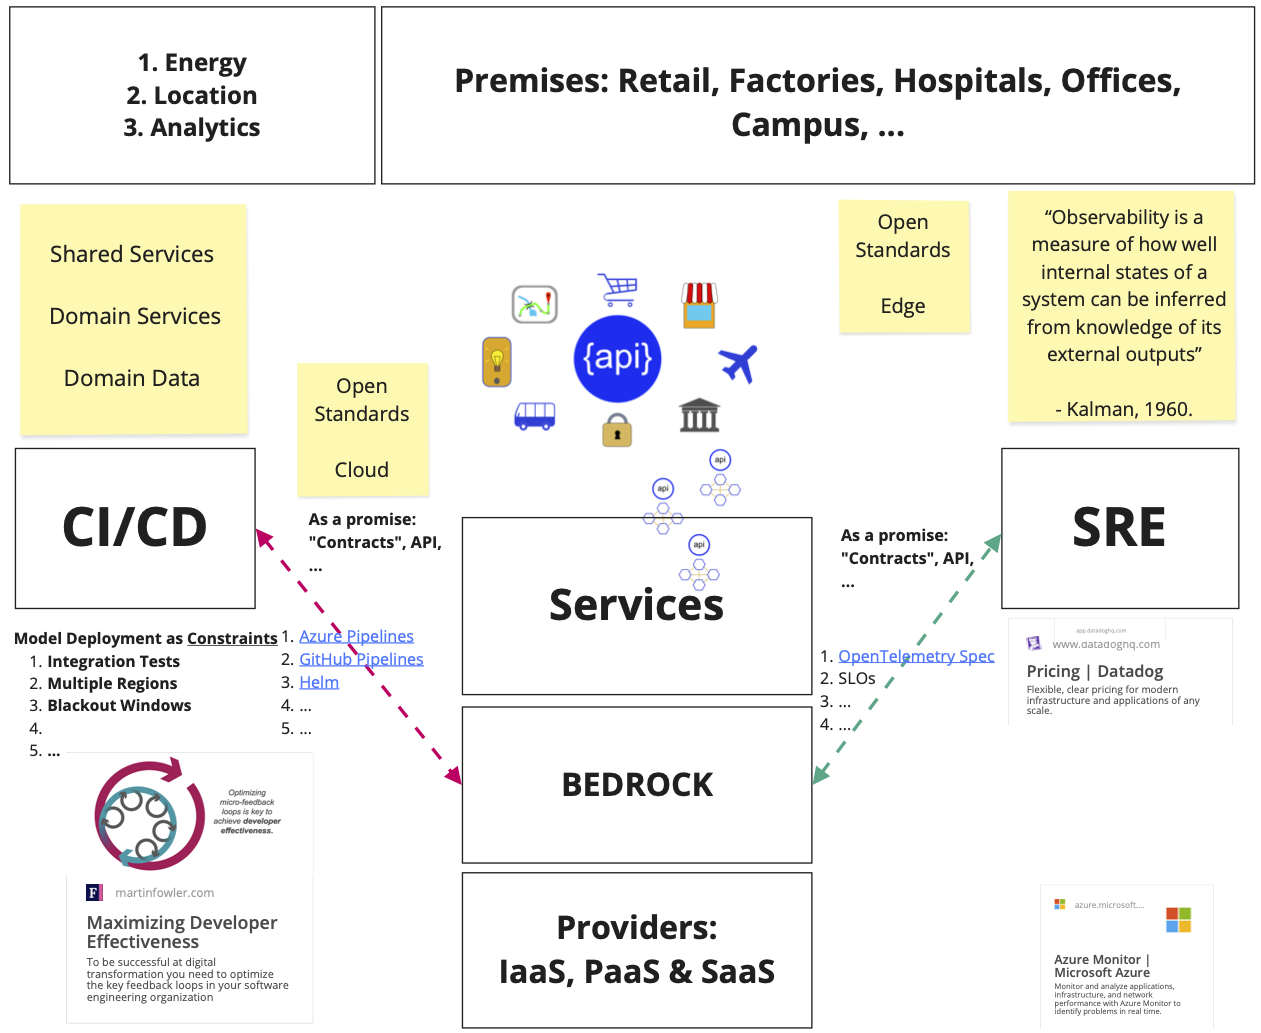 1. Energy
2. Location
3. Analytics
Premises: Retail, Factories, Hospitals, Offices,
Campus, ...
Shared Services
Domain Services
Domain Data
Open
Standards
Cloud
{api}
api
api
api
Open
Standards
Edge
“Observability is a
measure of how well
internal states of a
system can be inferred
from knowledge of its
external outputs”
- Kalman, 1960.
CI/CD
As a promise:
"Contracts", API,
...
Services
As a promise:
"Contracts", API,
...
SRE
Model Deployment as Constraints
1. Integration Tests
2. Multiple Regions
3. Blackout Windows
4.
5. ...
1. Azure Pipelines
2. GitHub Pipelines
3. Helm
4. ...
5. ...
1. OpenTelemetry Spec
2. SLOs
3. ...
4. ...
app.datadoghq.com
www.datadoghq.com
Pricing | Datadog
Flexible, clear pricing for modern
infrastructure and applications of any
scale.
BEDROCK
Optimizing
micro-feedback
loops is key to
achieve developer
effectiveness.
F
martinfowler.com
Maximizing Developer
Effectiveness
To be successful at digital
transformation you need to optimize
the key feedback loops in your software
engineering organization
Providers:
IaaS, PaaS & SaaS
azure.microsoft....
Azure Monitor |
Microsoft Azure
Monitor and analyze applications,
infrastructure, and network
performance with Azure Monitor to
identify problems in real time.